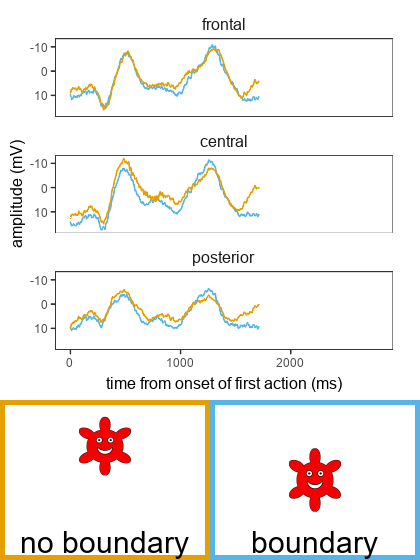 frontal
-10
0
10
central
-10
0
10
posterior
-10
0
10
amplitude (mV)
0
1000
2000
time from onset of first action (ms)
no boundary
boundary